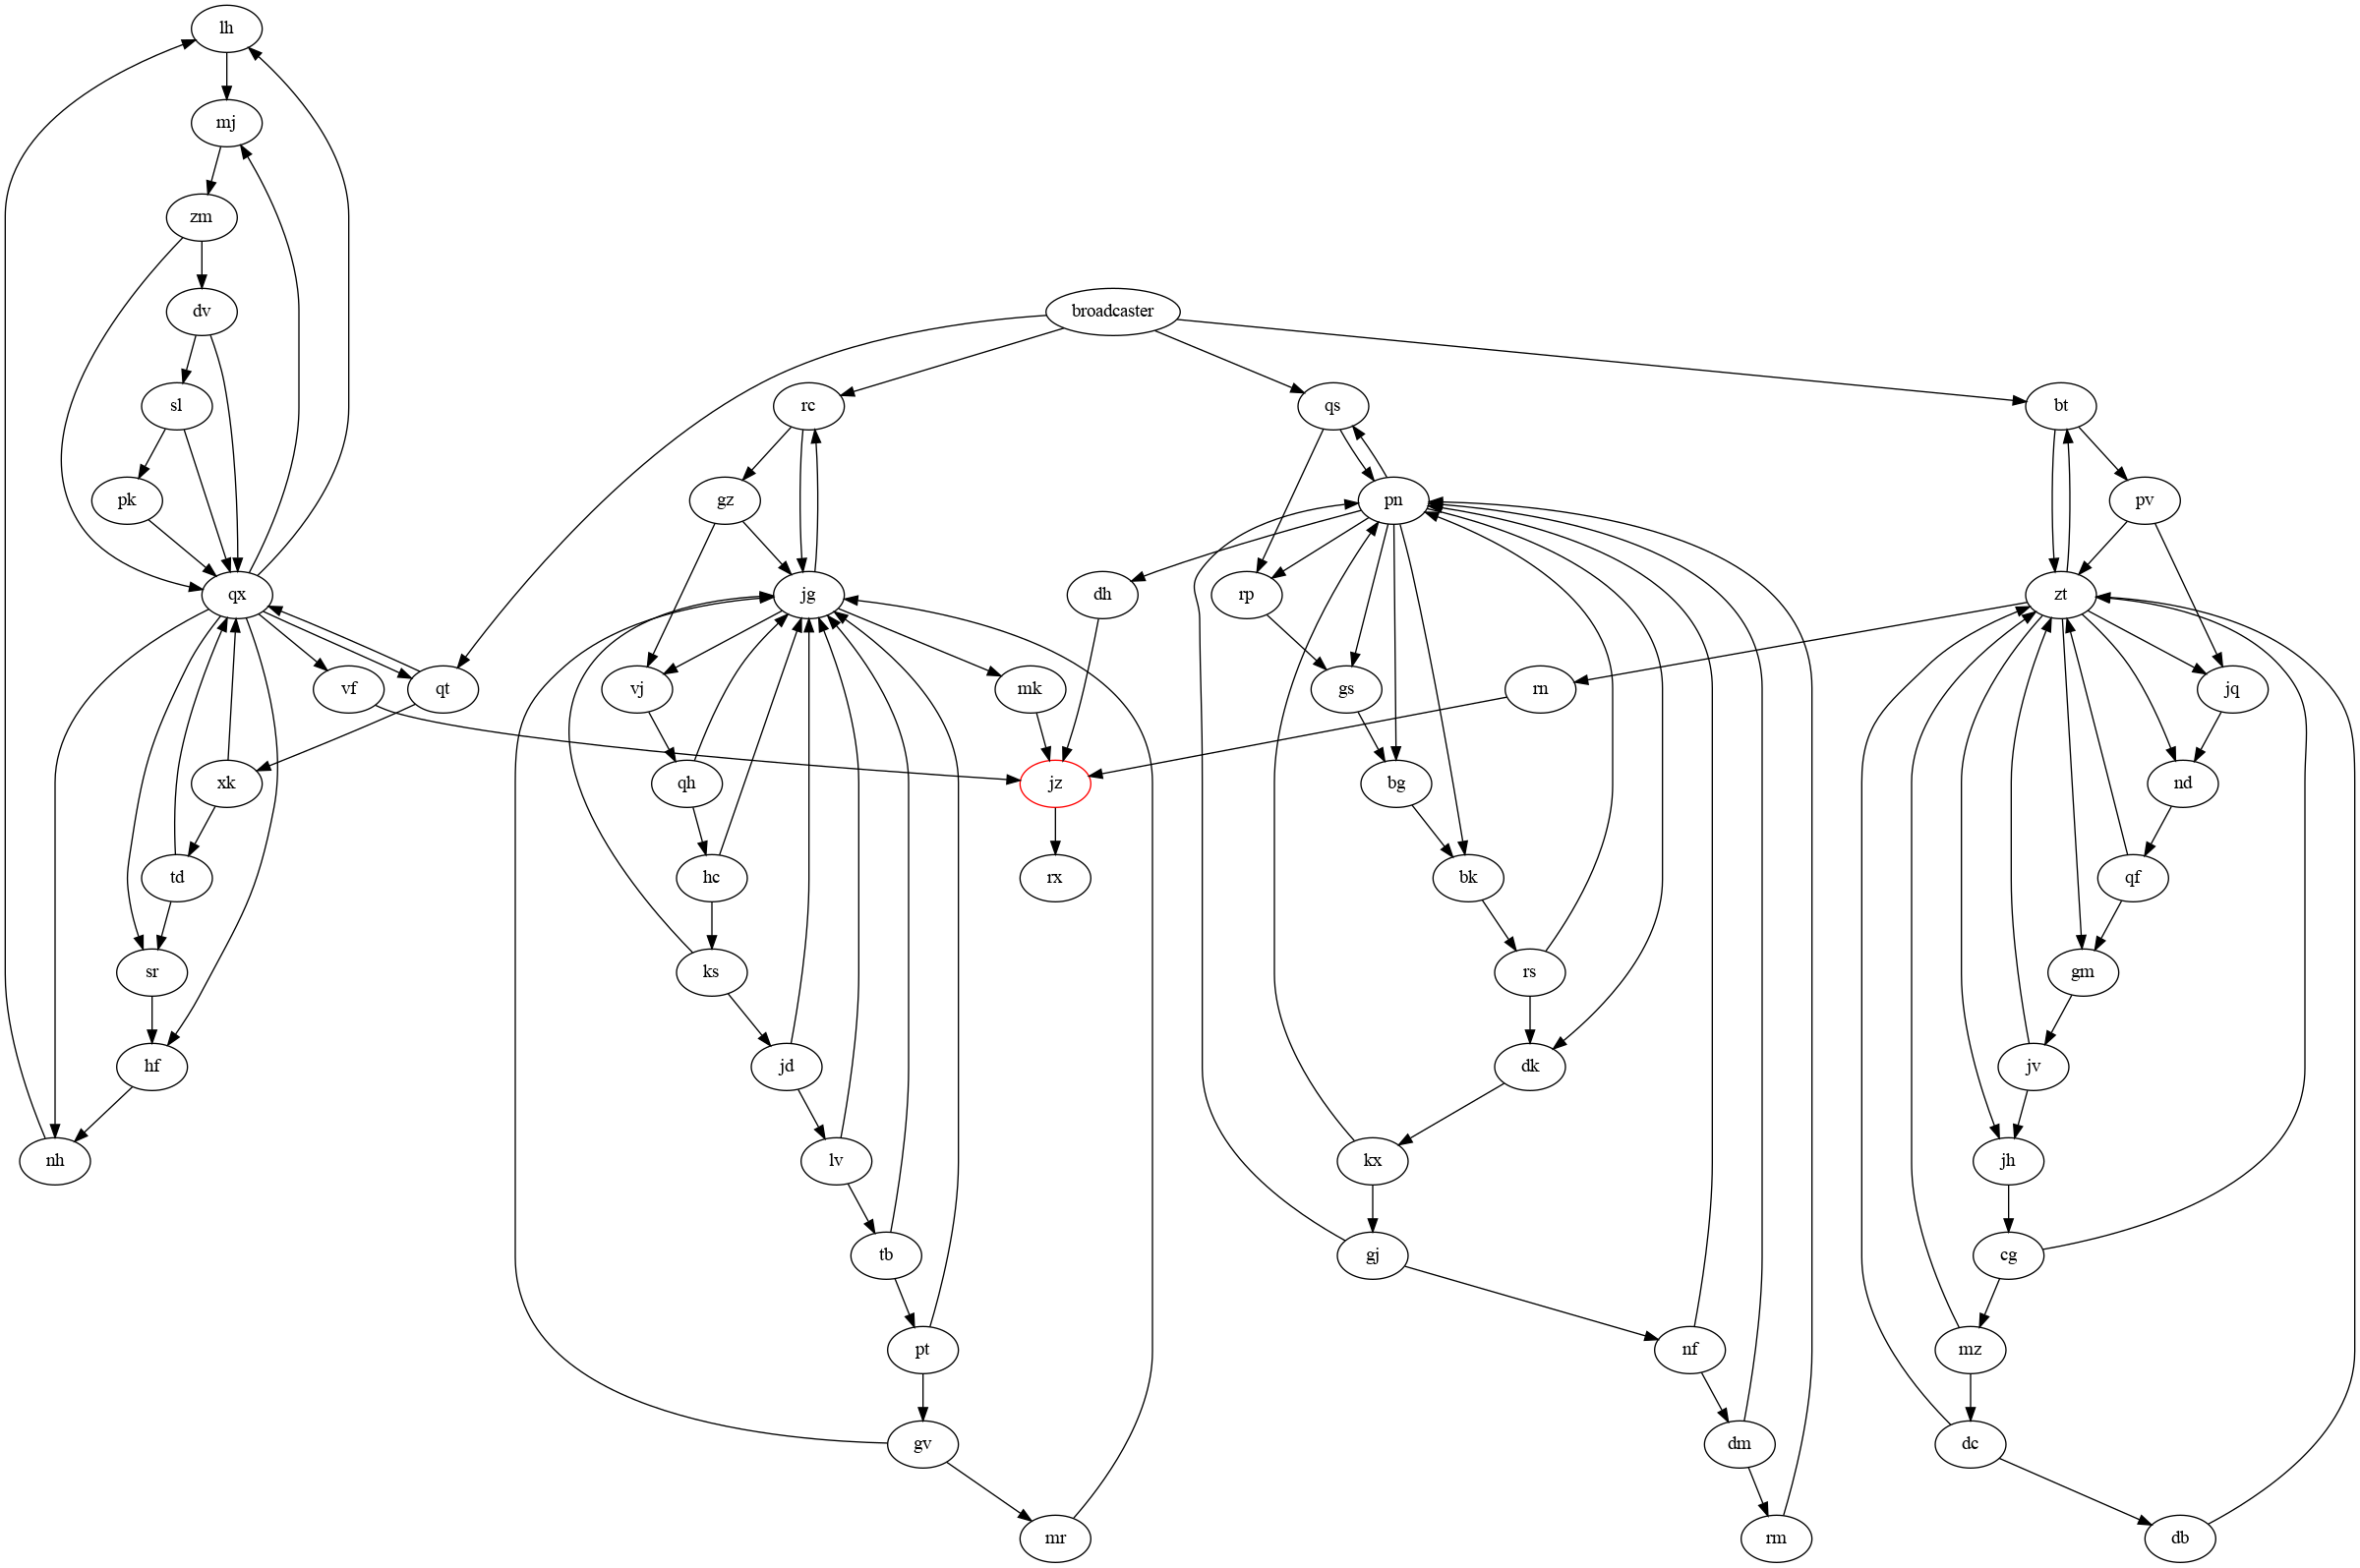 lh
mj
zm
dv
broadcaster
sl
rc
qs
bt
pk
gz
pn
pv
qx
jg
dh
rp
zt
vf
qt
vj
mk
gs
rn
jq
xk
qh
jz
bg
nd
td
hc
rx
bk
qf
sr
ks
rs
gm
hf
jd
dk
jv
nh
lv
kx
jh
tb
gj
cg
pt
nf
mz
gv
dm
dc
mr
rm
db